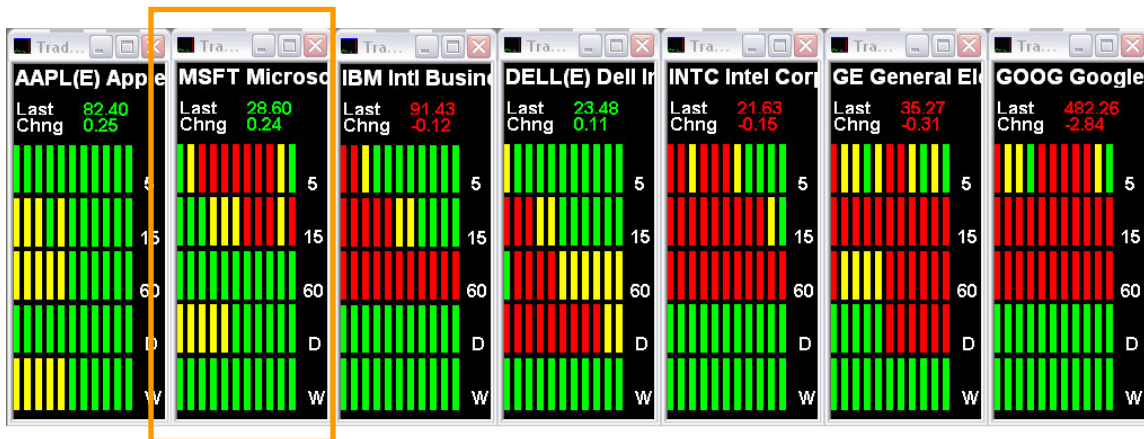 Trad... Tra... Tra... Tra... Tra... Tra... Tra...
AAPL(E) Apple
Last 82.40
Chng 0.25
5
15
60
D
W
MSFT Microsc
Last 28.60
Chng 0.24
5
15
60
D
W
IBM Intl Busine
Last 91.43
Chng -0.12
5
15
60
D
W
DELL(E) Dell In
Last 23.48
Chng 0.11
5
15
60
D
W
INTC Intel Corp
Last 21.63
Chng -0.15
5
15
60
D
W
GE General Ele
Last 35.27
Chng -0.31
5
15
60
D
W
GOOG Google
Last 482.26
Chng -2.84
5
15
60
D
W